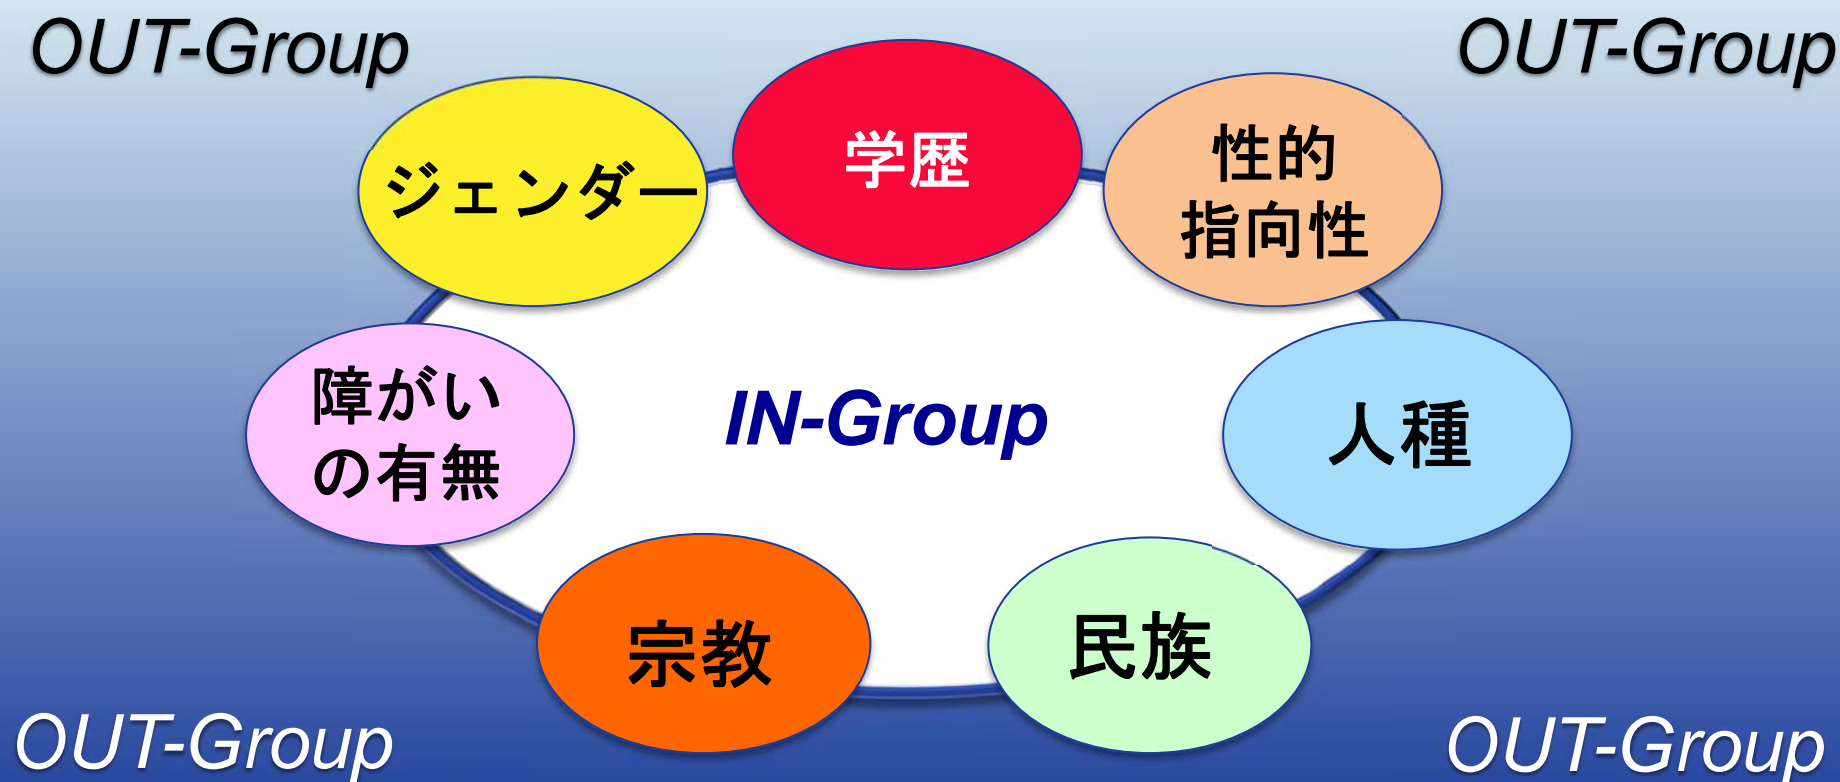 OUT-Group
OUT-Group
ジェンダー
学歴
性的
指向性
障がい
の有無
IN-Group
人種
宗教
民族
OUT-Group
OUT-Group